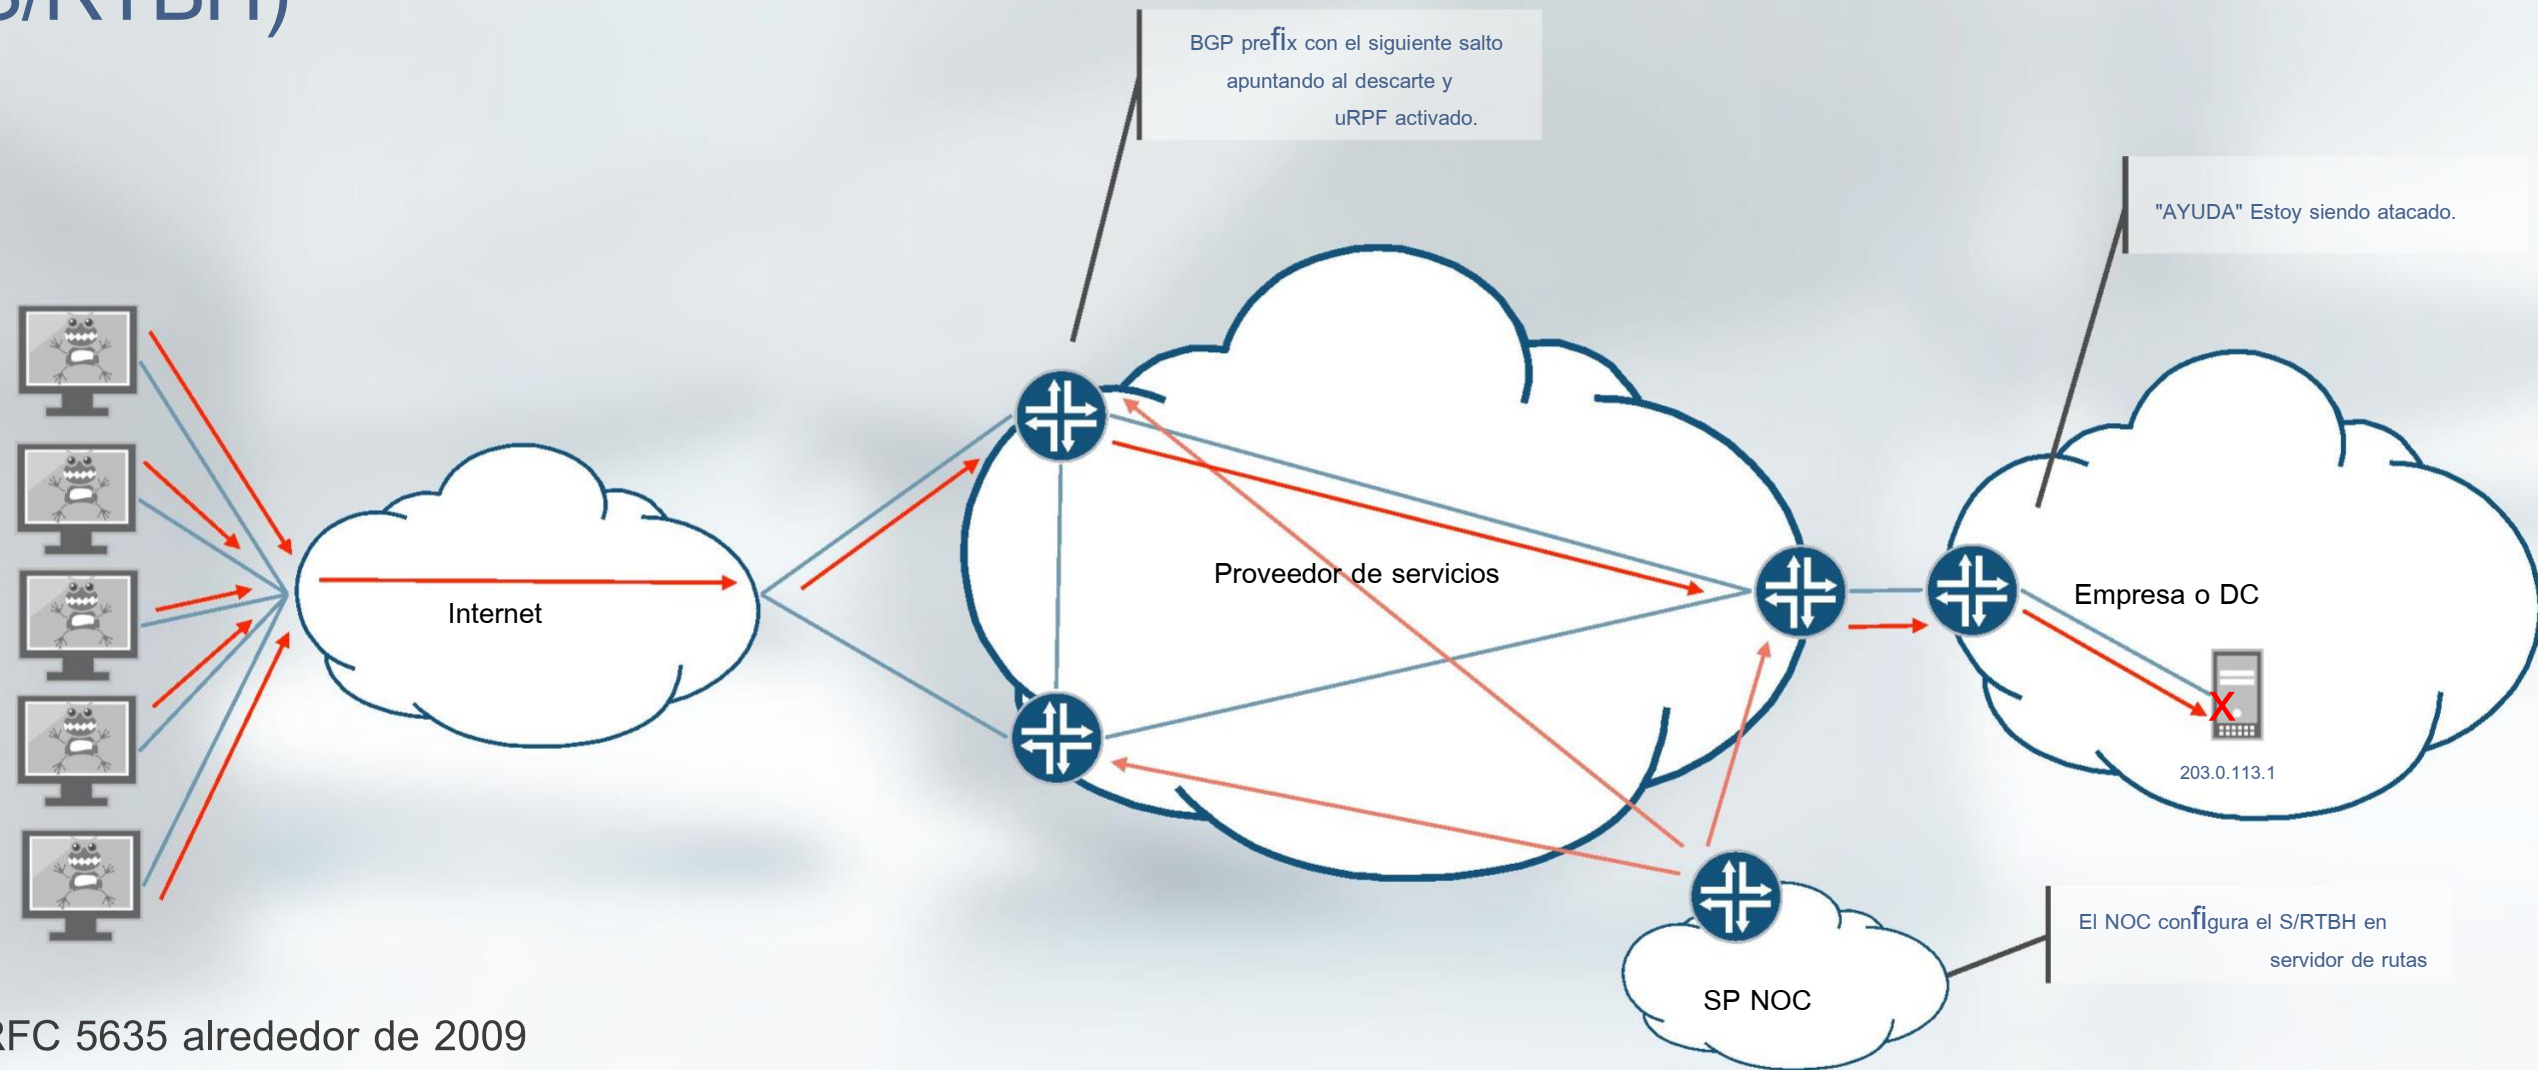 S/RTBH)
BGP prefix con el siguiente salto
apuntando al descarte y
uRPF activado.
"AYUDA" Estoy siendo atacado.
Internet
Proveedor de servicios
Empresa o DC
X
203.0.113.1
El NOC configura el S/RTBH en
servidor de rutas
SP NOC
RFC 5635 alrededor de 2009